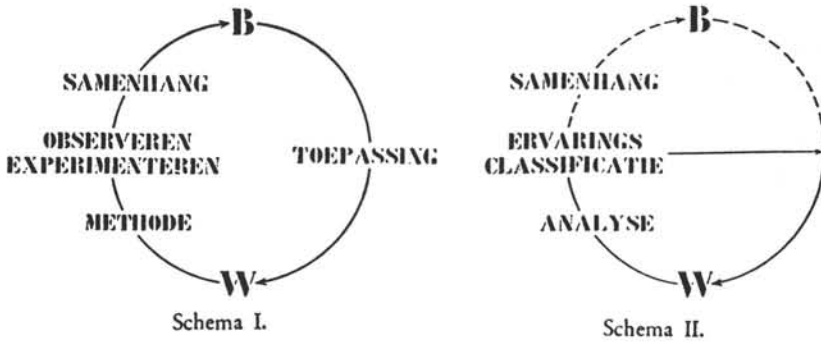 B
SAMENHANG
OBSERVEREN
EXPERIMENTEREN
TOEPASSING
METHODE
W
Schema I.
B
SAMENHANG
ERVARINGS
CLASSIFICATIE
ANALYSE
W
Schema II.